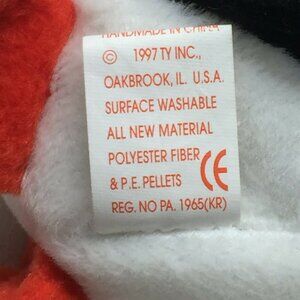 HANDMADE IN CHINA
© 1997 TY INC.,
OAKBROOK, IL. U.S.A.
SURFACE WASHABLE
ALL NEW MATERIAL
POLYESTER FIBER
& P.E. PELLETS CE
REG. NO PA. 1965(KR)